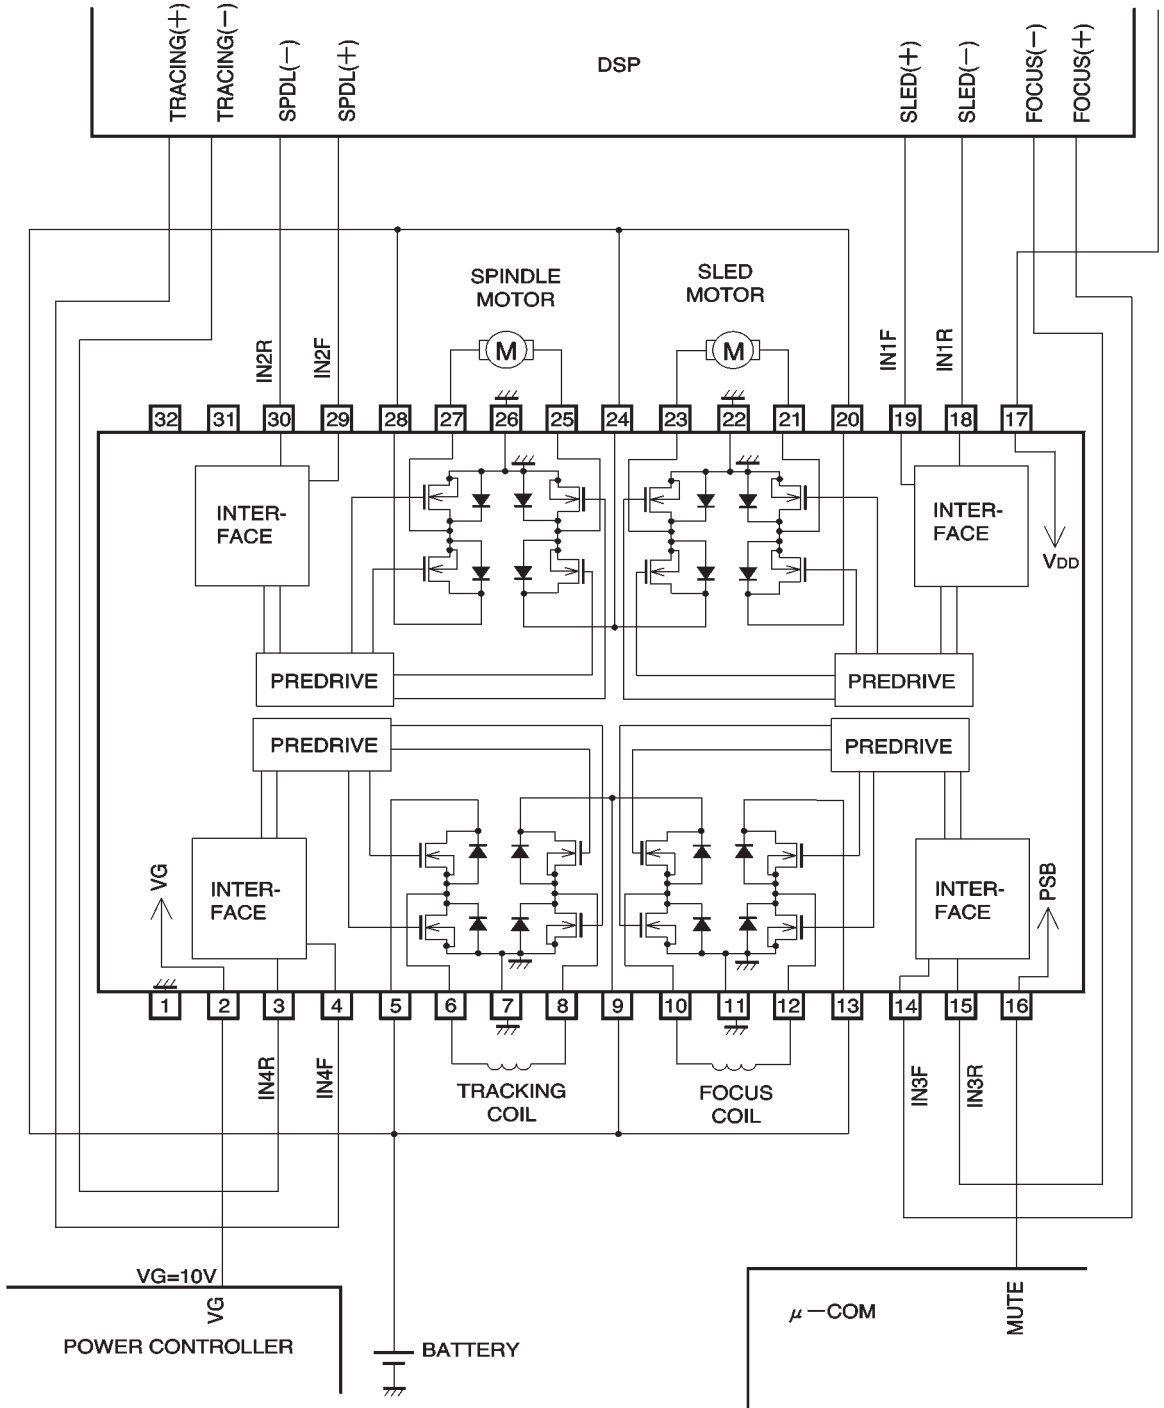 TRACING(+)
TRACING(−)
SPDL(−)
SPDL(+)
DSP
SLED(+)
SLED(−)
FOCUS(−)
FOCUS(+)
SPINDLE
MOTOR
SLED
MOTOR
IN2R
IN2F
M
M
IN1F
IN1R
32
31
30
29
28
27
26
25
24
23
22
21
20
19
18
17
INTER-
FACE
INTER-
FACE
VDD
PREDRIVE
PREDRIVE
PREDRIVE
PREDRIVE
VG
INTER-
FACE
INTER-
FACE
PSB
1
2
3
4
5
6
7
8
9
10
11
12
13
14
15
16
IN4R
IN4F
TRACKING
COIL
FOCUS
COIL
IN3F
IN3R
VG=10V
VG
POWER CONTROLLER
BATTERY
μ−COM
MUTE